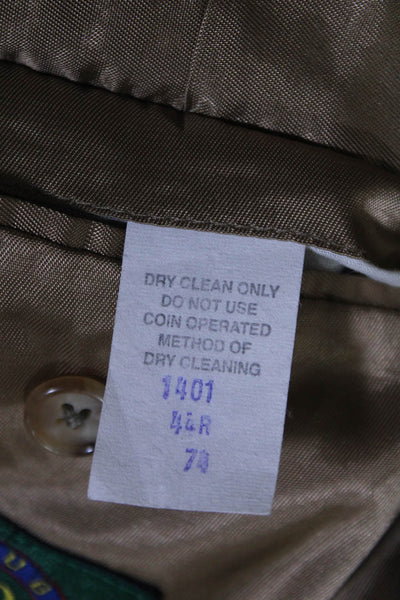 DRY CLEAN ONLY
DO NOT USE
COIN OPERATED
METHOD OF
DRY CLEANING
1401
44R
74